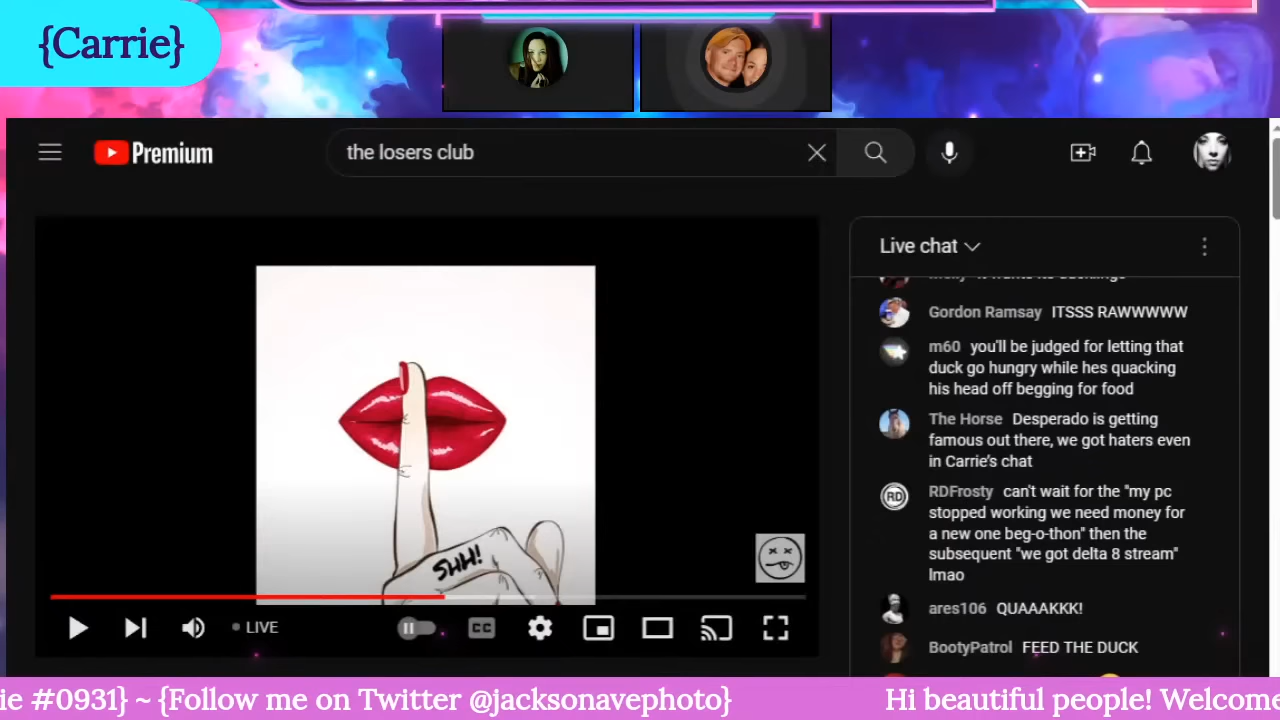 {Carrie}
Premium
the losers club
Live chat
Gordon Ramsay ITSSS RAWWWWW
m60 you'll be judged for letting that
duck go hungry while hes quacking
his head off begging for food
The Horse Desperado is getting
famous out there, we got haters even
in Carrie's chat
RD
RDFrosty can't wait for the "my pc
stopped working we need money for
a new one beg-o-thon" then the
subsequent "we got delta 8 stream"
lmao
ares106 QUAAAKKK!
BootyPatrol FEED THE DUCK
SHH!
LIVE
CC
ie #0931} ~ {Follow me on Twitter @jacksonavephoto}
Hi beautiful people! Welcome